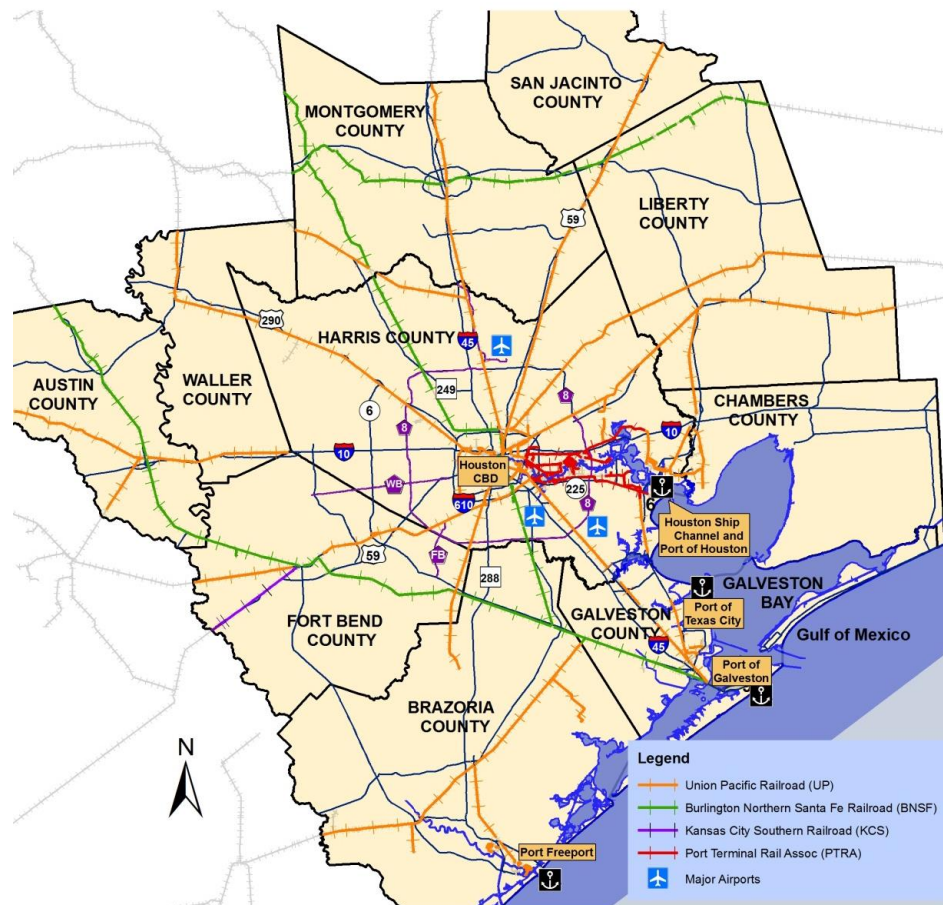 SAN JACINTO
COUNTY
MONTGOMERY
COUNTY
59
LIBERTY
COUNTY
290
HARRIS COUNTY
45
AUSTIN
COUNTY
WALLER
COUNTY
249
6
8
8
CHAMBERS
COUNTY
10
10
Houston
CBD
WB
610
225
8
6
Houston Ship
Channel and
Port of Houston
59
FB
288
GALVESTON
BAY
Port of
Texas City
FORT BEND
COUNTY
GALVESTON
COUNTY
45
Gulf of Mexico
Port of
Galveston
BRAZORIA
COUNTY
N
Port Freeport
Legend
Union Pacific Railroad (UP)
Burlington Northern Santa Fe Railroad (BNSF)
Kansas City Southern Railroad (KCS)
Port Terminal Rail Assoc (PTRA)
Major Airports